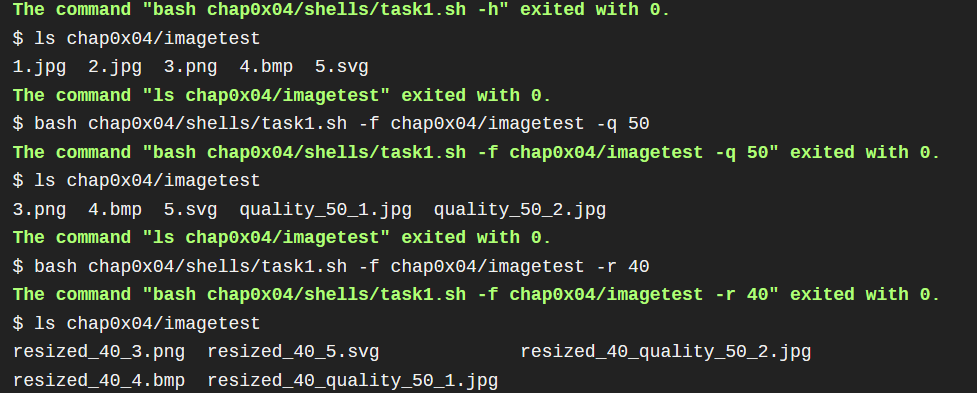 The command "bash chap0x04/shells/task1.sh -h" exited with 0.
$ ls chap0x04/imagetest
1.jpg  2.jpg  3.png  4.bmp  5.svg
The command "ls chap0x04/imagetest" exited with 0.
$ bash chap0x04/shells/task1.sh -f chap0x04/imagetest -q 50
The command "bash chap0x04/shells/task1.sh -f chap0x04/imagetest -q 50" exited with 0.
$ ls chap0x04/imagetest
3.png  4.bmp  5.svg  quality_50_1.jpg  quality_50_2.jpg
The command "ls chap0x04/imagetest" exited with 0.
$ bash chap0x04/shells/task1.sh -f chap0x04/imagetest -r 40
The command "bash chap0x04/shells/task1.sh -f chap0x04/imagetest -r 40" exited with 0.
$ ls chap0x04/imagetest
resized_40_3.png  resized_40_5.svg             resized_40_quality_50_2.jpg
resized_40_4.bmp  resized_40_quality_50_1.jpg